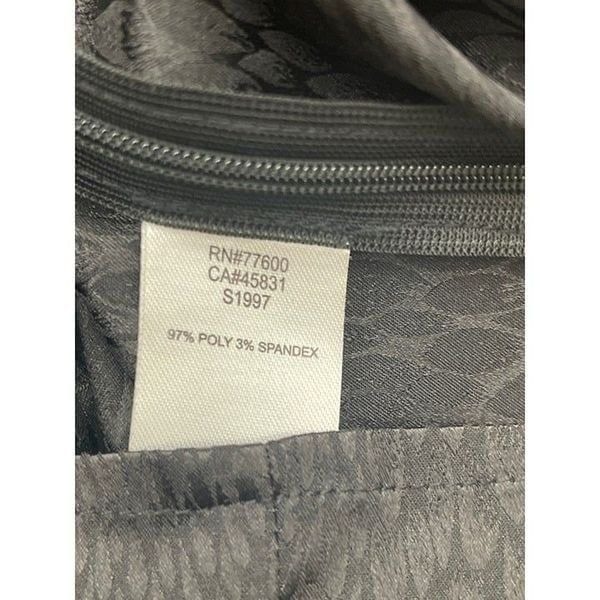 RN#77600
CA#45831
S1997
97% POLY 3% SPANDEX